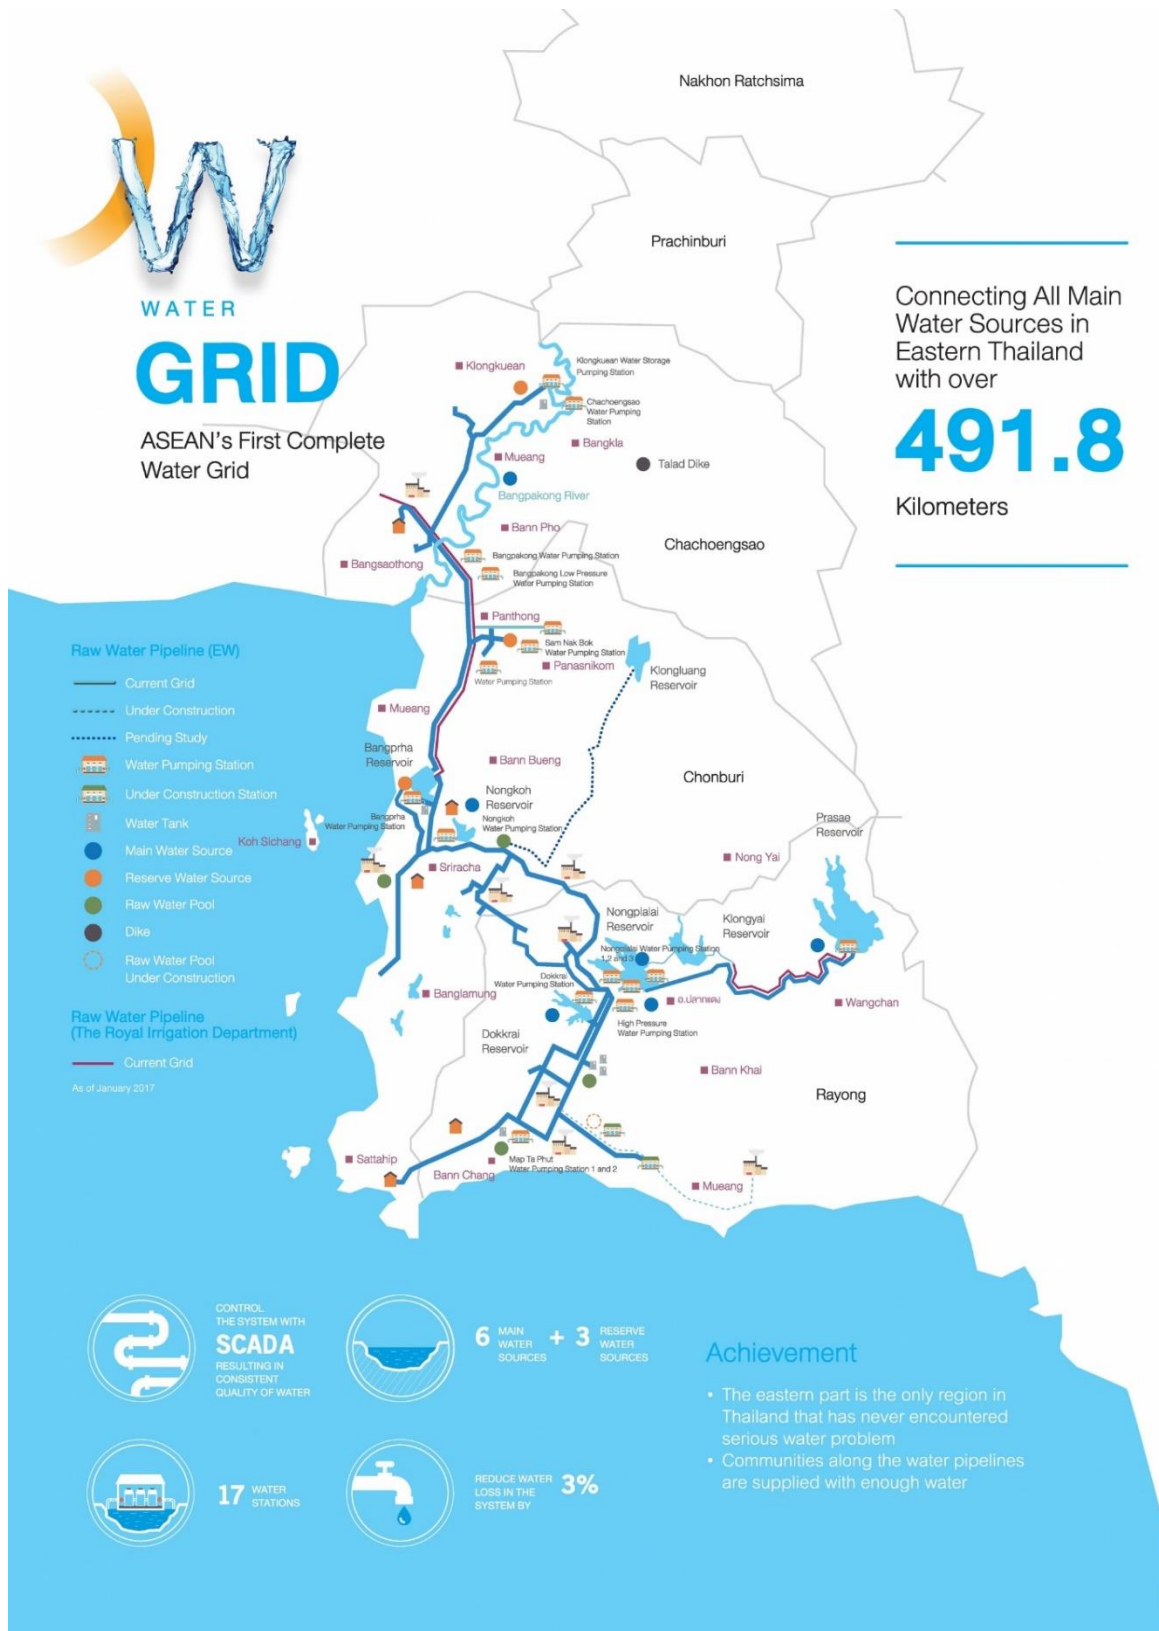 Nakhon Ratchsima
Prachinburi
WATER
GRID
ASEAN's First Complete
Water Grid
Connecting All Main
Water Sources in
Eastern Thailand
with over
491.8
Kilometers
Klongkuean
Klongkuean Water Storage
Pumping Station
Chachoengsao
Water Pumping
Station
Bangkla
Mueang
Talad Dike
Bangpakong River
Bann Pho
Chachoengsao
Bangpakong Water Pumping Station
Bangsaothong
Bangpakong Low Pressure
Water Pumping Station
Panthong
Sam Nak Bok
Water Pumping Station
Panasnikom
Water Pumping Station
Klongluang
Reservoir
Mueang
Bangprha
Reservoir
Bann Bueng
Chonburi
Nongkoh
Reservoir
Nongkoh
Water Pumping Station
Bangprha
Water Pumping Station
Prasae
Reservoir
Koh Sichang
Sriracha
Nong Yai
Nongplalai
Reservoir
Klongyai
Reservoir
Nongplalai Water Pumping Station
1,2 and 3
Dokkrai
Water Pumping Station
Banglamung
อ.ปลวกแดง
Wangchan
High Pressure
Water Pumping Station
Dokkrai
Reservoir
Bann Khai
Rayong
Sattahip
Bann Chang
Map Ta Phut
Water Pumping Station 1 and 2
Mueang
Raw Water Pipeline (EW)
Current Grid
Under Construction
Pending Study
Water Pumping Station
Under Construction Station
Water Tank
Main Water Source
Reserve Water Source
Raw Water Pool
Dike
Raw Water Pool
Under Construction
Raw Water Pipeline
(The Royal Irrigation Department)
Current Grid
As of January 2017
CONTROL
THE SYSTEM WITH
SCADA
RESULTING IN
CONSISTENT
QUALITY OF WATER
6 MAIN
WATER
SOURCES
+ 3 RESERVE
WATER
SOURCES
17 WATER
STATIONS
REDUCE WATER
LOSS IN THE
SYSTEM BY
3%
Achievement
• The eastern part is the only region in
Thailand that has never encountered
serious water problem
• Communities along the water pipelines
are supplied with enough water